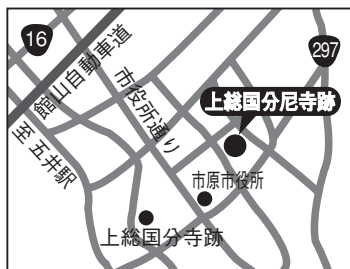 16
館山自動車道
至 五井駅
市役所通り
297
上総国分尼寺跡
市原市役所
上総国分寺跡